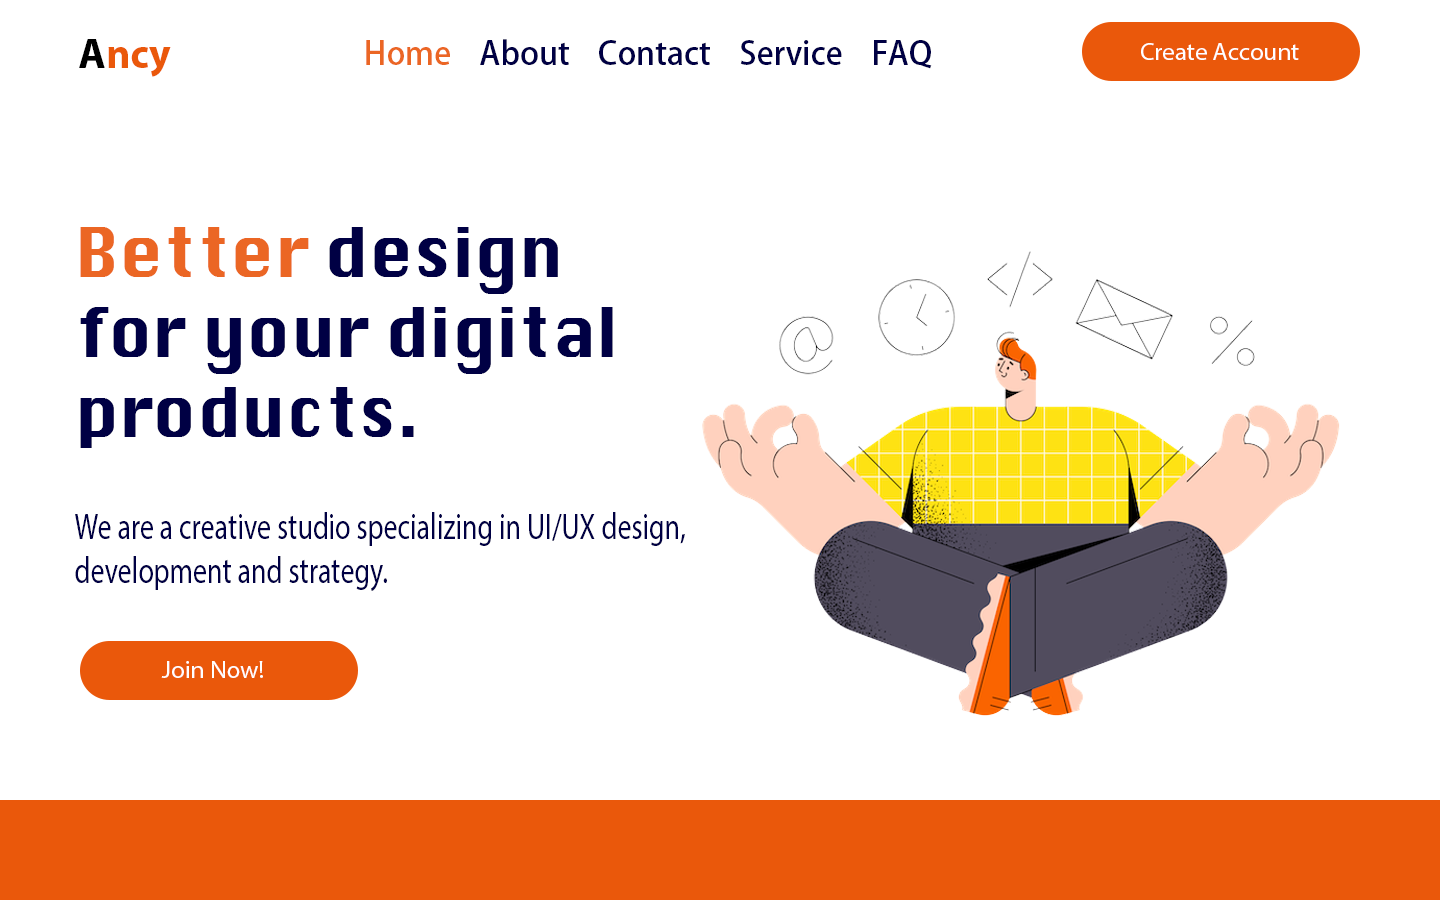 Ancy
Home About Contact Service FAQ
Create Account
Better design
for your digital
products.
We are a creative studio specializing in UI/UX design,
development and strategy.
Join Now!
@
</>
%